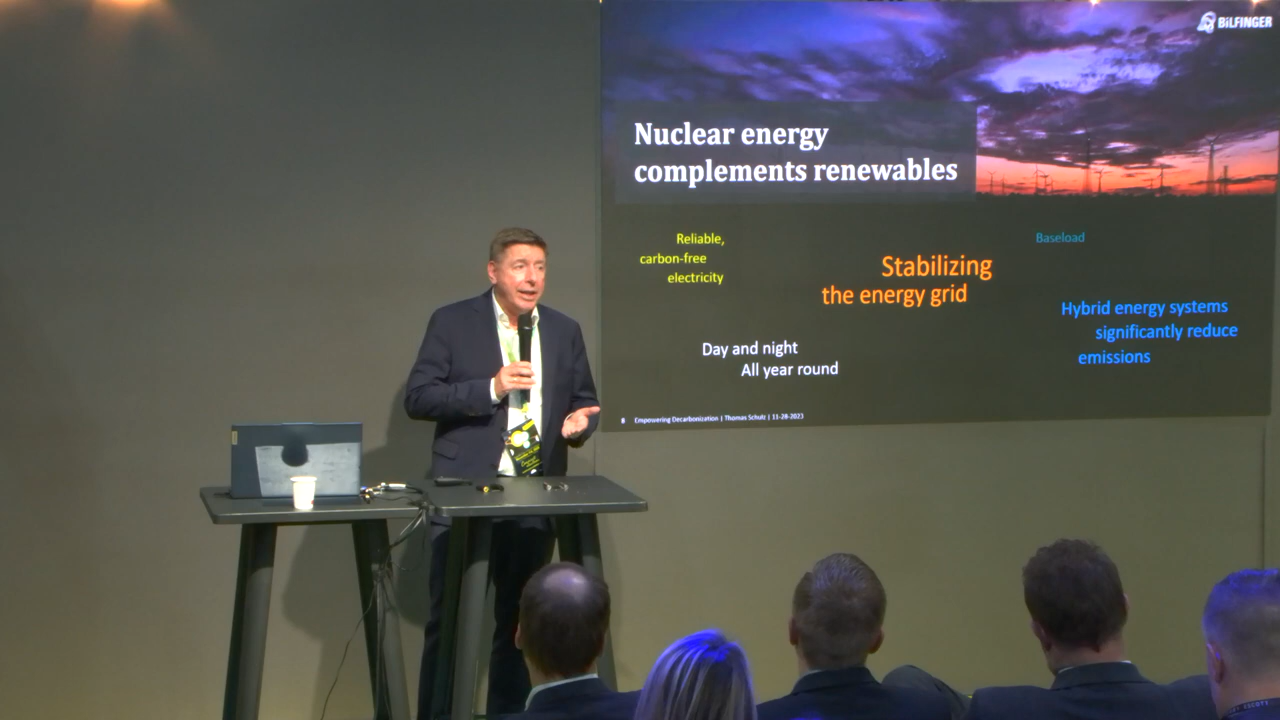 BILFINGER
Nuclear energy
complements renewables
Reliable,
carbon-free
electricity
Stabilizing
the energy grid
Baseload
Hybrid energy systems
significantly reduce
emissions
Day and night
All year round
8 Empowering Decarbonization | Thomas Schulz | 11-28-2023